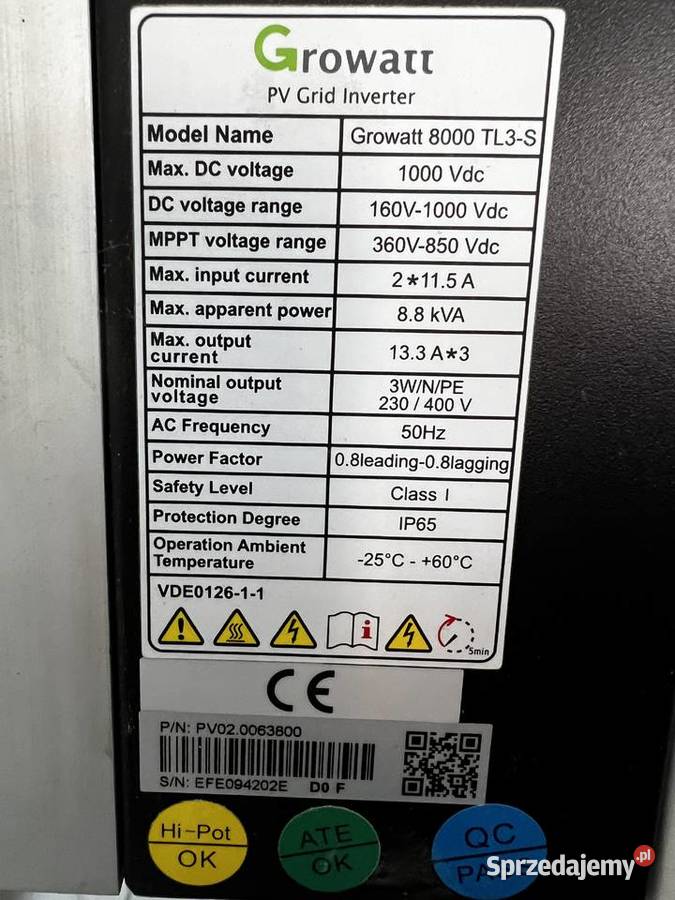 Growatt
PV Grid Inverter
Model Name Growatt 8000 TL3-S
Max. DC voltage 1000 Vdc
DC voltage range 160V-1000 Vdc
MPPT voltage range 360V-850 Vdc
Max. input current 2*11.5 A
Max. apparent power 8.8 kVA
Max. output
current 13.3 A*3
Nominal output
voltage 3W/N/PE
230 / 400 V
AC Frequency 50Hz
Power Factor 0.8leading-0.8lagging
Safety Level Class I
Protection Degree IP65
Operation Ambient
Temperature -25°C - +60°C
VDE0126-1-1
i
5min
CE
P/N: PV02.0063800
S/N: EFE094202E D0 F
Hi-Pot
OK
ATE
OK
QC
Sprzedajemy.pl